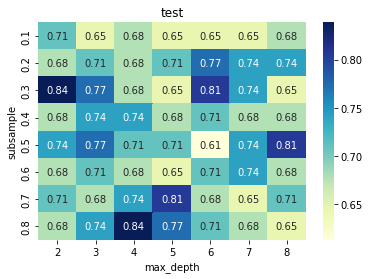 test
0.1 0.71 0.65 0.68 0.65 0.65 0.65 0.68
0.2 0.68 0.71 0.68 0.71 0.77 0.74 0.74
0.3 0.84 0.77 0.68 0.65 0.81 0.74 0.65
0.4 0.68 0.74 0.74 0.68 0.71 0.68 0.68
0.5 0.74 0.77 0.71 0.71 0.61 0.74 0.81
0.6 0.68 0.71 0.68 0.65 0.71 0.74 0.68
0.7 0.71 0.68 0.74 0.81 0.68 0.65 0.71
0.8 0.68 0.74 0.84 0.77 0.71 0.68 0.65
2 3 4 5 6 7 8
max_depth
subsample
0.80
0.75
0.70
0.65